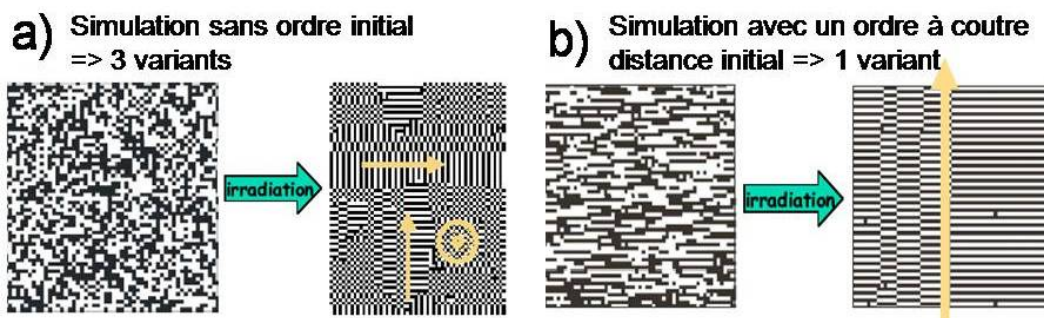 a) Simulation sans ordre initial
=> 3 variants
irradiation
b) Simulation avec un ordre à coutre
distance initial => 1 variant
irradiation